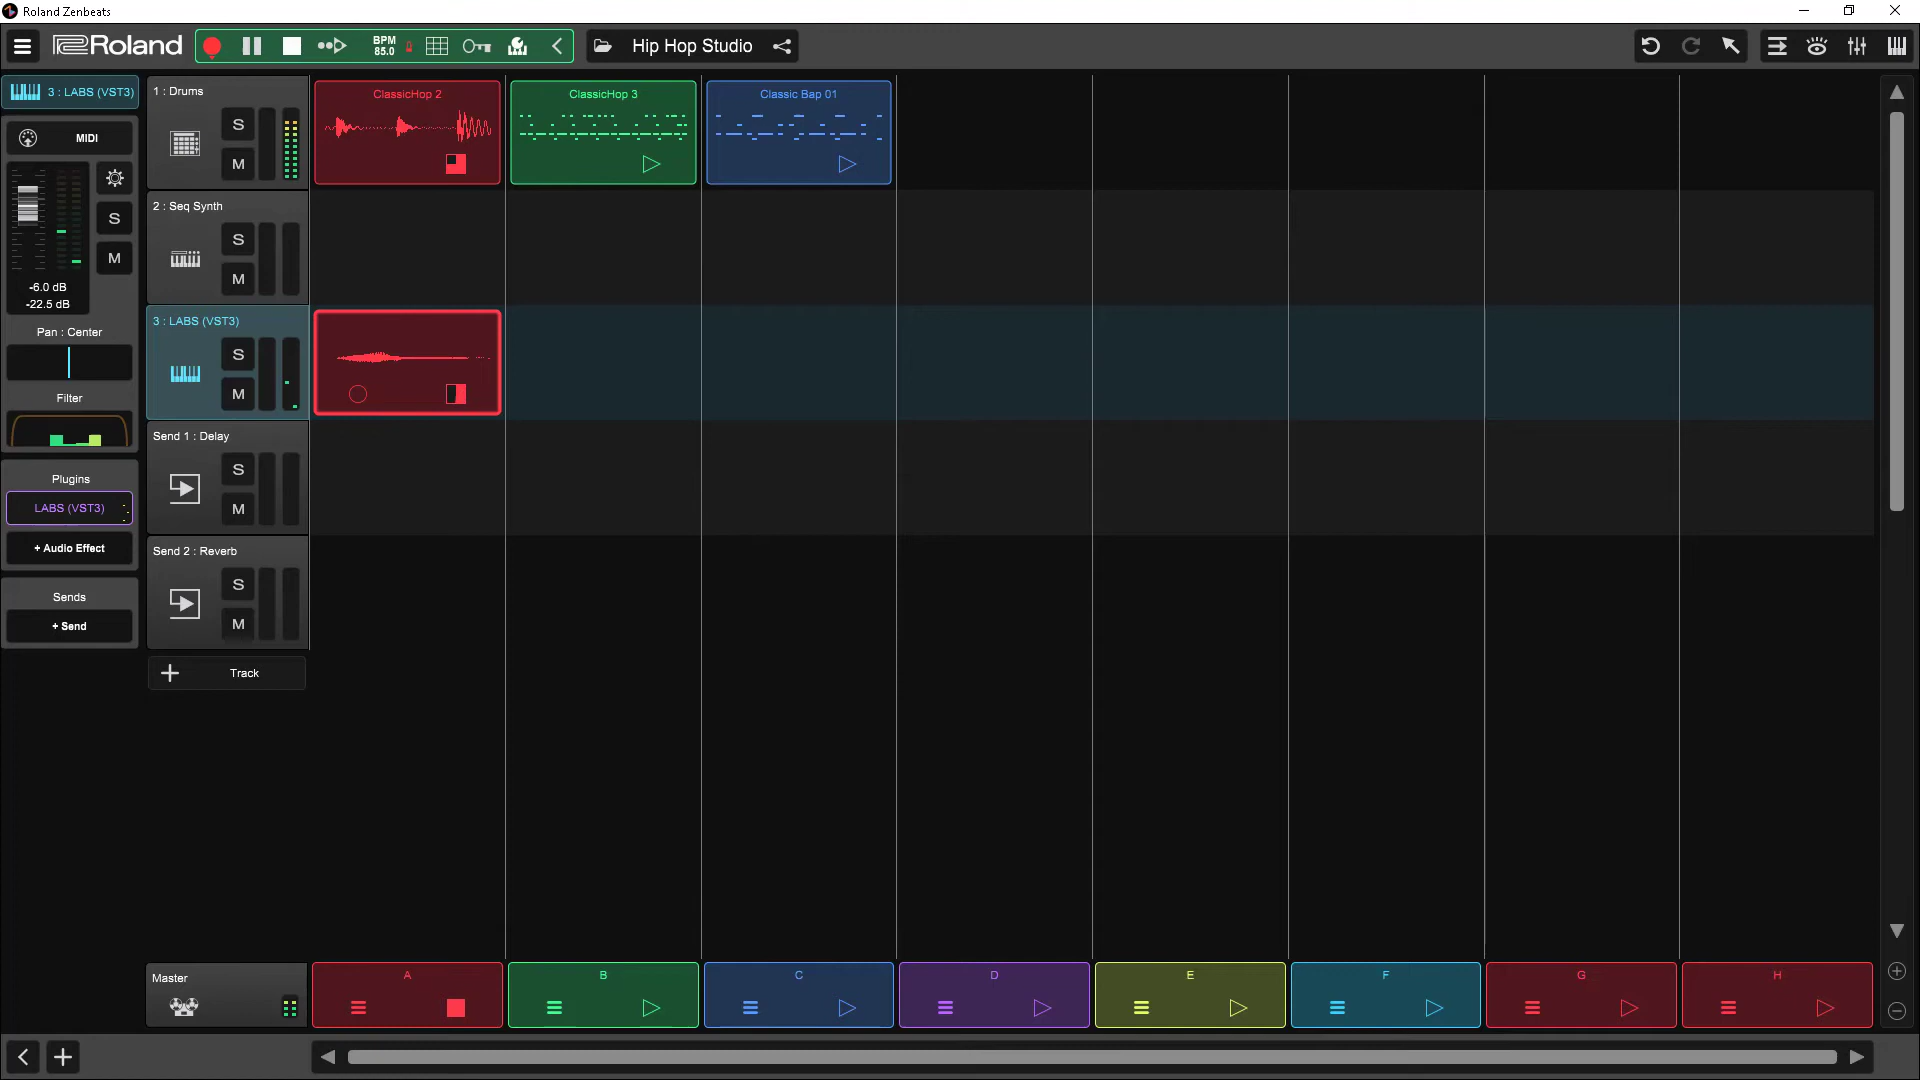 Roland Zenbeats
Roland
BPM
85.0
Hip Hop Studio
3 : LABS (VST3)
MIDI
S
M
-6.0 dB
-22.5 dB
Pan : Center
Filter
Plugins
LABS (VST3)
+ Audio Effect
Sends
+ Send
1 : Drums
S
M
2 : Seq Synth
S
M
3 : LABS (VST3)
S
M
Send 1 : Delay
S
M
Send 2 : Reverb
S
M
Track
ClassicHop 2
ClassicHop 3
Classic Bap 01
Master
A
B
C
D
E
F
G
H